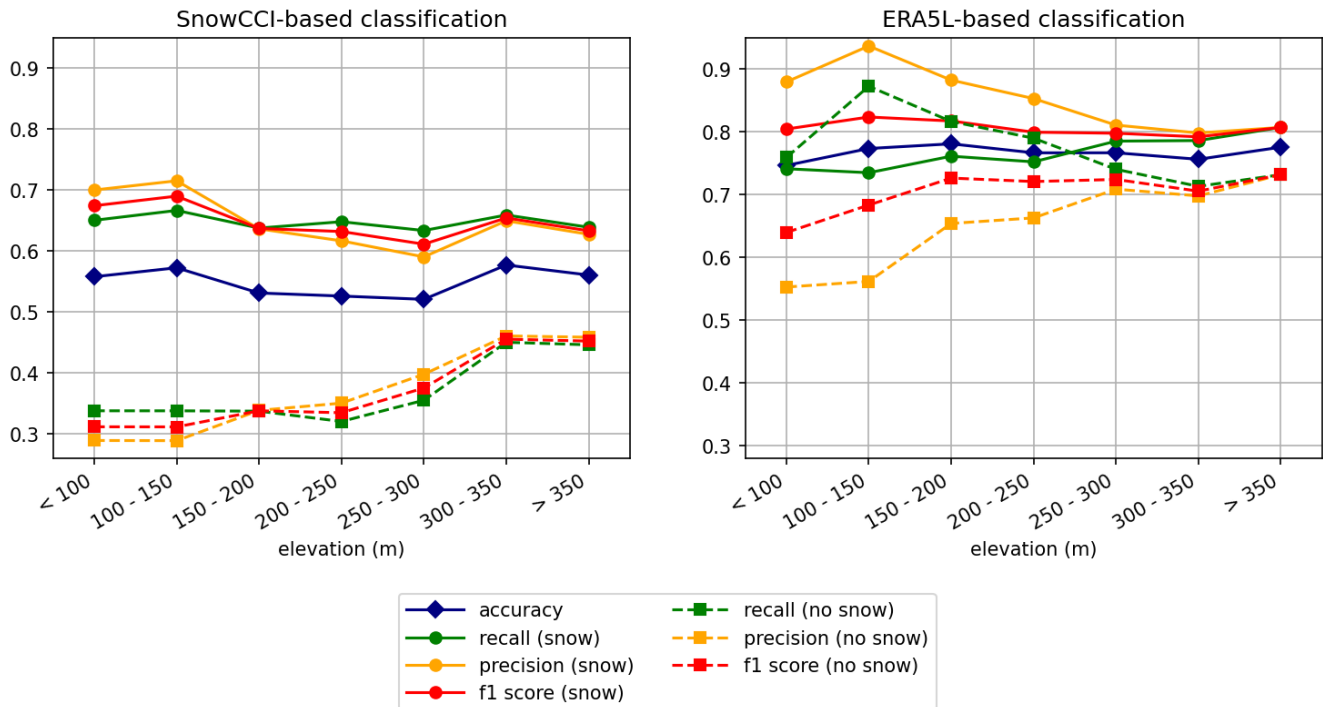 SnowCCI-based classification
0.9
0.8
0.7
0.6
0.5
0.4
0.3
< 100
100 - 150
150 - 200
200 - 250
250 - 300
300 - 350
> 350
elevation (m)
ERA5L-based classification
0.9
0.8
0.7
0.6
0.5
0.4
0.3
< 100
100 - 150
150 - 200
200 - 250
250 - 300
300 - 350
> 350
elevation (m)
accuracy
recall (snow)
precision (snow)
f1 score (snow)
recall (no snow)
precision (no snow)
f1 score (no snow)